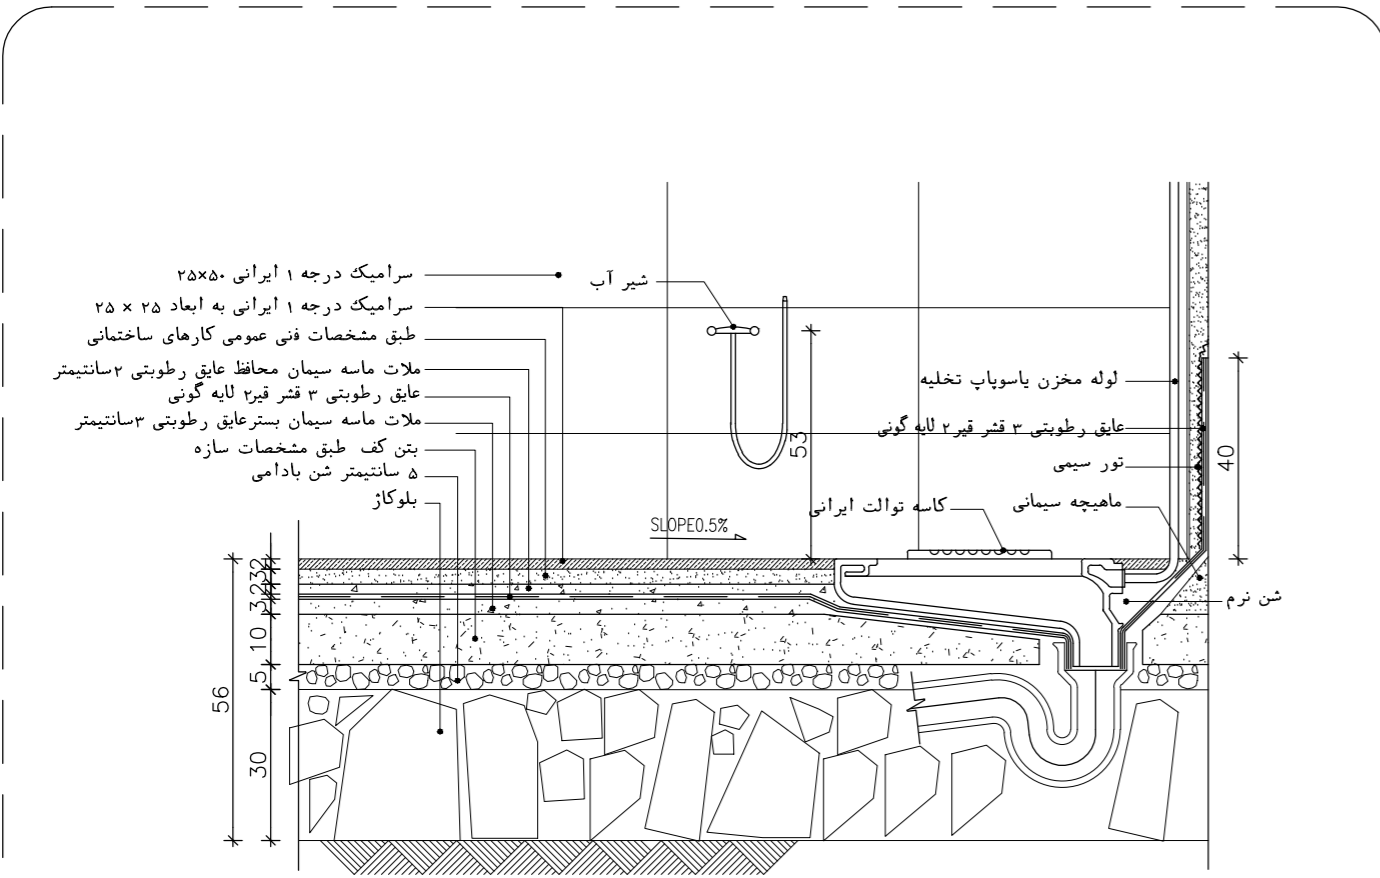 سرامیک درجه ۱ ایرانی ۲۵×۵۰
سرامیک درجه ۱ ایرانی به ابعاد ۲۵ × ۲۵
طبق مشخصات فنی عمومی کارهای ساختمانی
ملات ماسه سیمان محافظ عایق رطوبتی ۲سانتیمتر
عایق رطوبتی ۳ قشر قیر۲ لایه گونی
ملات ماسه سیمان بسترعایق رطوبتی ۳سانتیمتر
بتن کف طبق مشخصات سازه
۵ سانتیمتر شن بادامی
بلوکاژ
شیر آب
لوله مخزن یاسوپاپ تخلیه
عایق رطوبتی ۳ قشر قیر۲ لایه گونی
تور سیمی
ماهیچه سیمانی
کاسه توالت ایرانی
شن نرم
SLOPE0.5%
53
40
56
3232
10
5
30